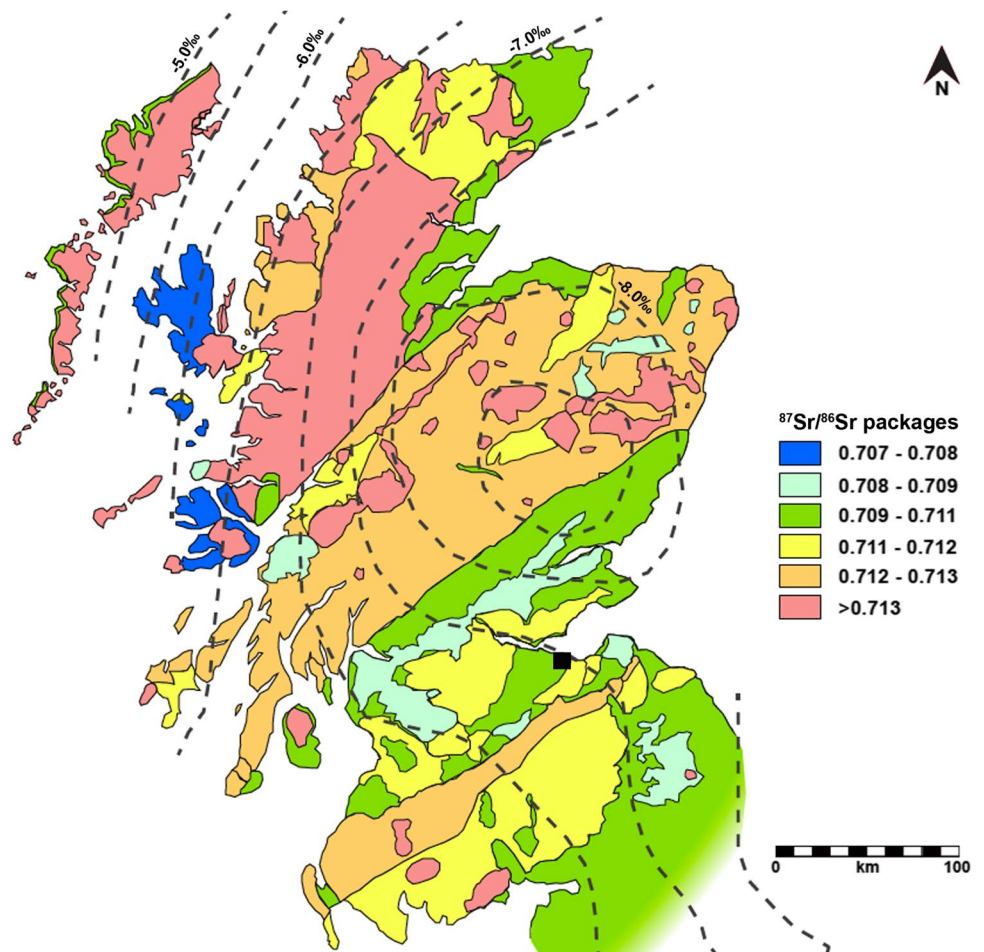 -5.0‰
-6.0‰
-7.0‰
N
-8.0‰
⁸⁷Sr/⁸⁶Sr packages
0.707 - 0.708
0.708 - 0.709
0.709 - 0.711
0.711 - 0.712
0.712 - 0.713
>0.713
0 km 100